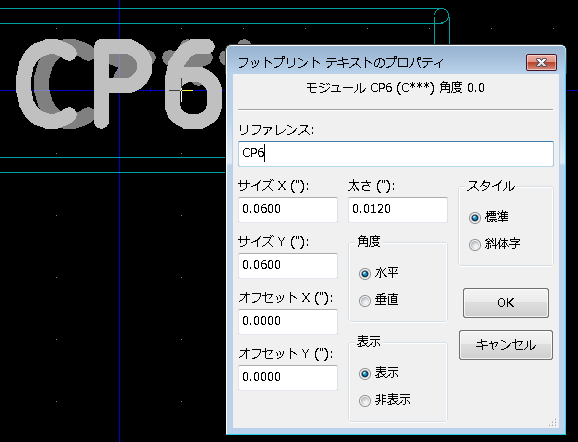 CP6
フットプリント テキストのプロパティ
モジュール CP6 (C***) 角度 0.0
リファレンス:
CP6
サイズ X ("):
太さ ("):
スタイル
0.0600
0.0120
標準
斜体字
サイズ Y ("):
角度
0.0600
水平
垂直
オフセット X ("):
OK
0.0000
キャンセル
オフセット Y ("):
表示
0.0000
表示
非表示